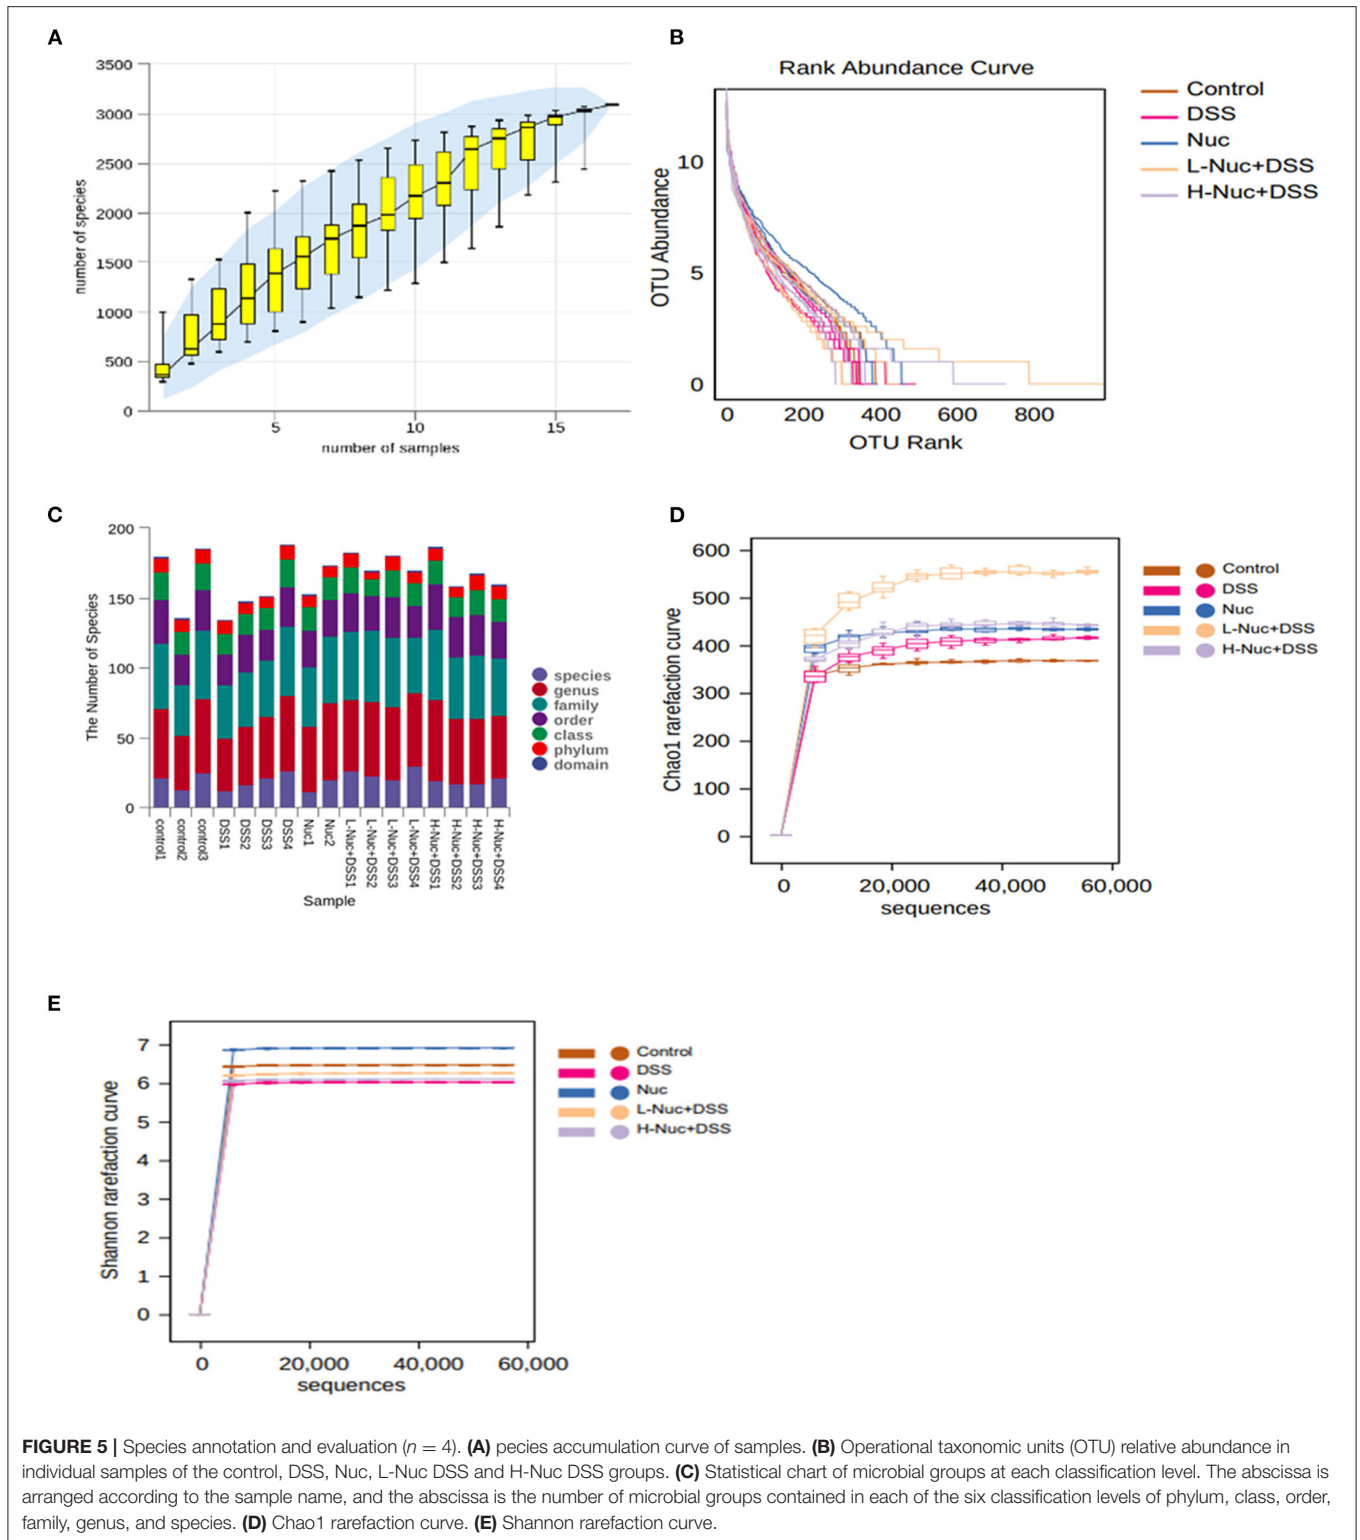 A
3500
3000
2500
2000
1500
1000
500
0
number of species
5
10
15
number of samples
B
Rank Abundance Curve
10
5
0
OTU Abundance
0
200
400
600
800
OTU Rank
Control
DSS
Nuc
L-Nuc+DSS
H-Nuc+DSS
C
200
150
100
50
0
The Number of Species
control1
control2
control3
DSS1
DSS2
DSS3
DSS4
Nuc1
Nuc2
L-Nuc+DSS1
L-Nuc+DSS2
L-Nuc+DSS3
L-Nuc+DSS4
H-Nuc+DSS1
H-Nuc+DSS2
H-Nuc+DSS3
H-Nuc+DSS4
Sample
species
genus
family
order
class
phylum
domain
D
600
500
400
300
200
100
0
Chao1 rarefaction curve
0
20,000
40,000
60,000
sequences
Control
DSS
Nuc
L-Nuc+DSS
H-Nuc+DSS
E
7
6
5
4
3
2
1
0
Shannon rarefaction curve
0
20,000
40,000
60,000
sequences
Control
DSS
Nuc
L-Nuc+DSS
H-Nuc+DSS
FIGURE 5 | Species annotation and evaluation (n = 4). (A) pecies accumulation curve of samples. (B) Operational taxonomic units (OTU) relative abundance in
individual samples of the control, DSS, Nuc, L-Nuc DSS and H-Nuc DSS groups. (C) Statistical chart of microbial groups at each classification level. The abscissa is
arranged according to the sample name, and the abscissa is the number of microbial groups contained in each of the six classification levels of phylum, class, order,
family, genus, and species. (D) Chao1 rarefaction curve. (E) Shannon rarefaction curve.